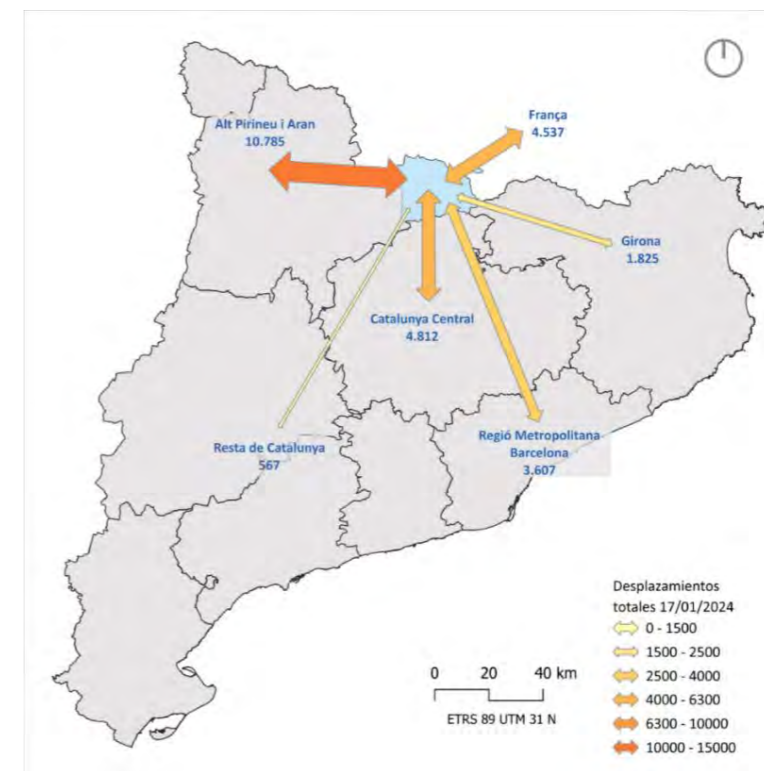 Alt Pirineu i Aran
10.785
França
4.537
Girona
1.825
Catalunya Central
4.812
Resta de Catalunya
567
Regió Metropolitana
Barcelona
3.607
Desplazamientos
totales 17/01/2024
0 - 1500
1500 - 2500
2500 - 4000
4000 - 6300
6300 - 10000
10000 - 15000
0 20 40 km
ETRS 89 UTM 31 N